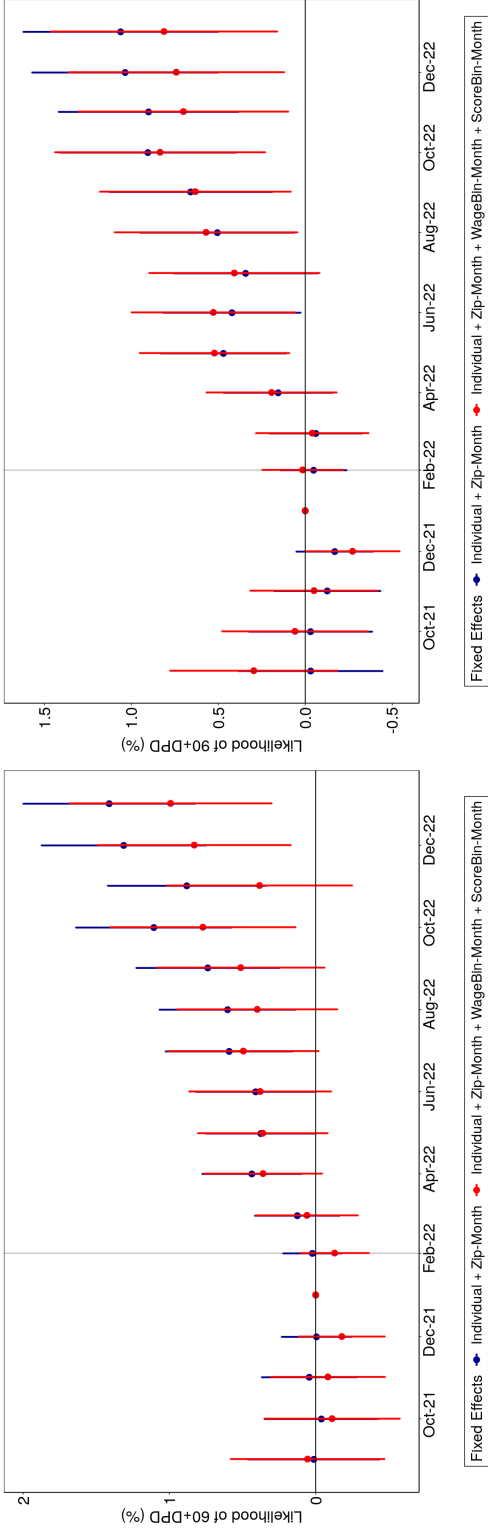 Likelihood of 60+DPD (%)
2
1
0
Oct-21
Dec-21
Feb-22
Apr-22
Jun-22
Aug-22
Oct-22
Dec-22
Fixed Effects Individual + Zip-Month Individual + Zip-Month + WageBin-Month + ScoreBin-Month
Likelihood of 90+DPD (%)
1.5
1.0
0.5
0.0
-0.5
Oct-21
Dec-21
Feb-22
Apr-22
Jun-22
Aug-22
Oct-22
Dec-22
Fixed Effects Individual + Zip-Month Individual + Zip-Month + WageBin-Month + ScoreBin-Month